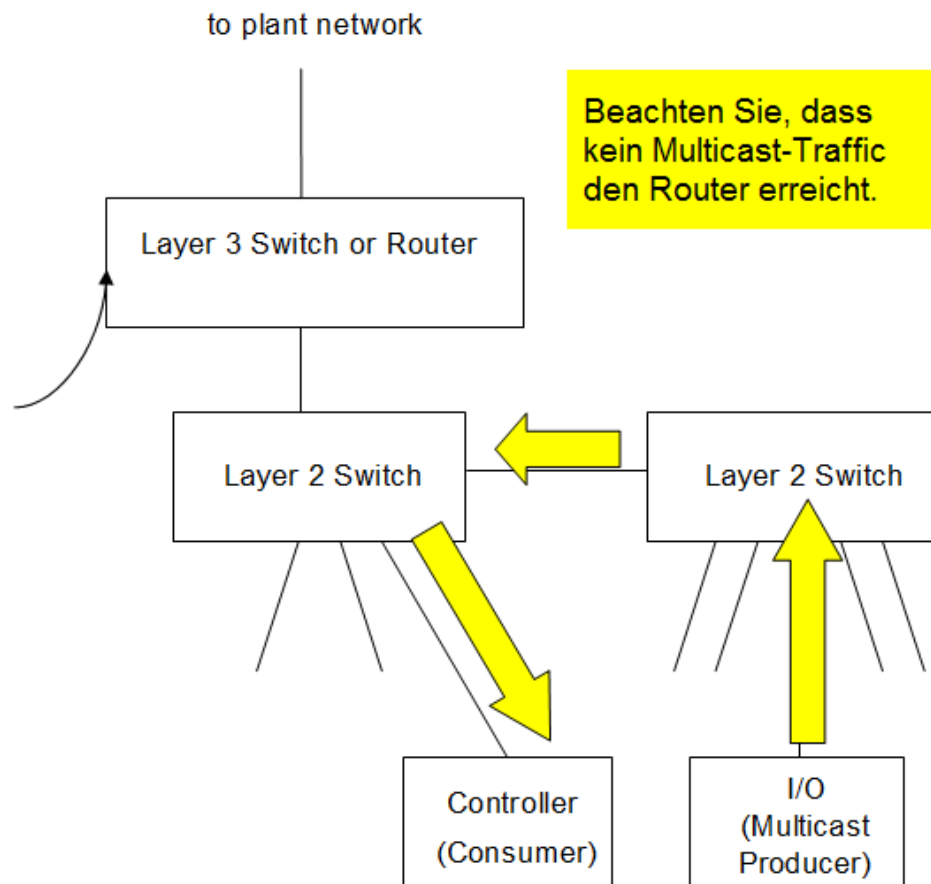 to plant network
Beachten Sie, dass
kein Multicast-Traffic
den Router erreicht.
Layer 3 Switch or Router
Layer 2 Switch
Layer 2 Switch
Controller
(Consumer)
I/O
(Multicast
Producer)